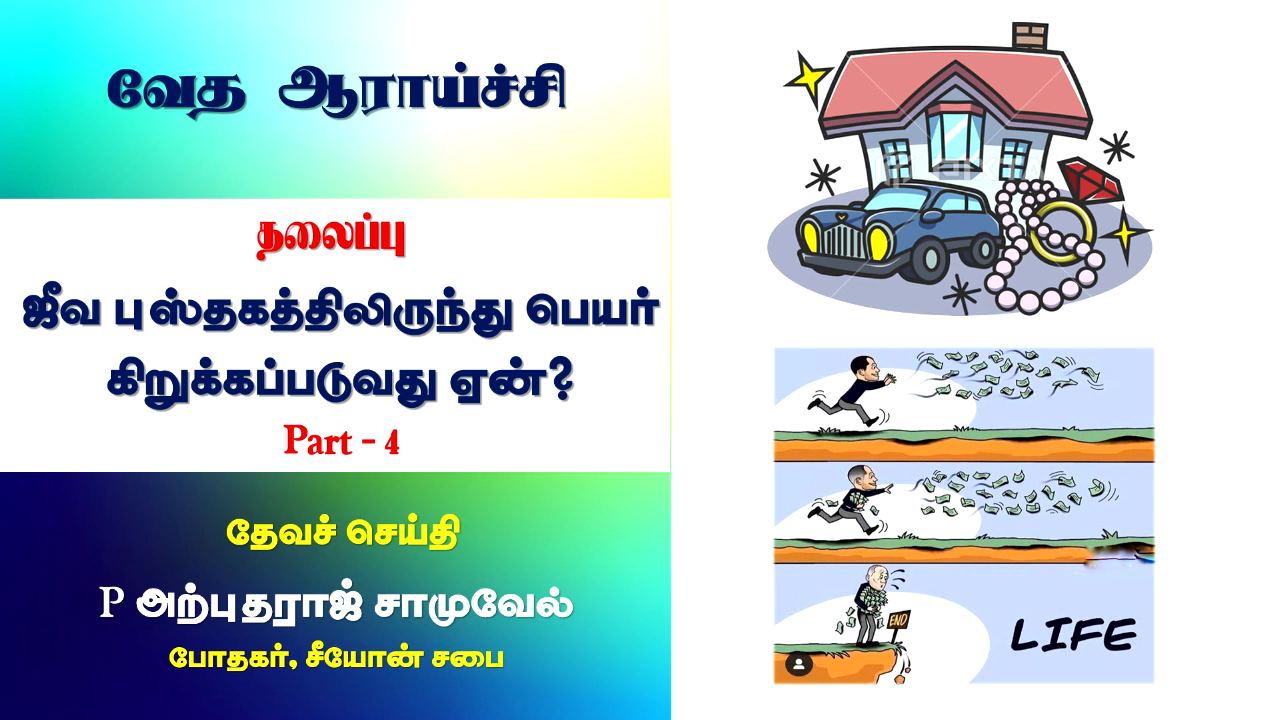 வேத ஆராய்ச்சி
தலைப்பு
ஜீவ புஸ்தகத்திலிருந்து பெயர்
கிறுக்கப்படுவது ஏன்?
Part - 4
தேவச் செய்தி
P அற்புதராஜ் சாமுவேல்
போதகர், சீயோன் சபை
END
LIFE